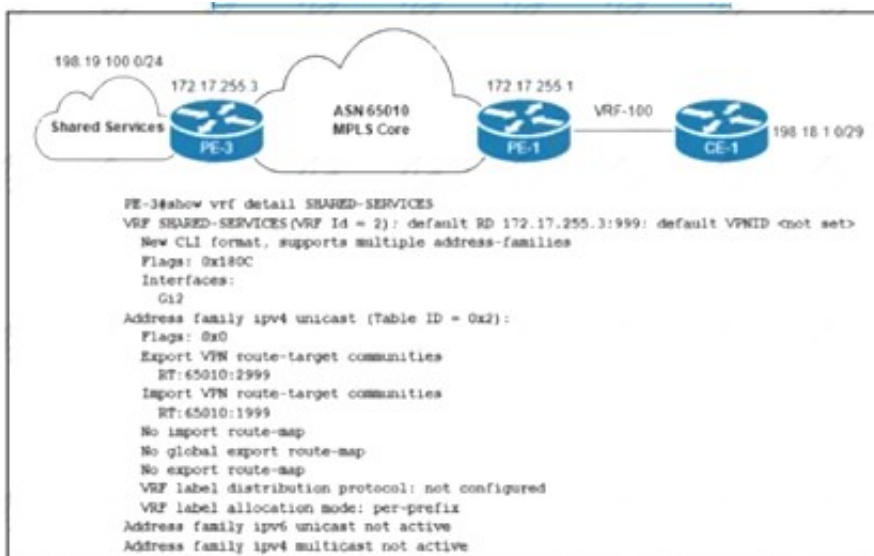 198.19.100.0/24
172.17.255.3
Shared Services
PE-3
ASN 65010
MPLS Core
172.17.255.1
PE-1
VRF-100
CE-1
198.18.1.0/29
PE-3#show vrf detail SHARED-SERVICES
VRF SHARED-SERVICES (VRF Id = 2); default RD 172.17.255.3:999; default VPNID <not set>
New CLI format, supports multiple address-families
Flags: 0x180C
Interfaces:
Gi2
Address family ipv4 unicast (Table ID = 0x2):
Flags: 0x0
Export VPN route-target communities
RT:65010:2999
Import VPN route-target communities
RT:65010:1999
No import route-map
No global export route-map
No export route-map
VRF label distribution protocol: not configured
VRF label allocation mode: per-prefix
Address family ipv6 unicast not active
Address family ipv4 multicast not active